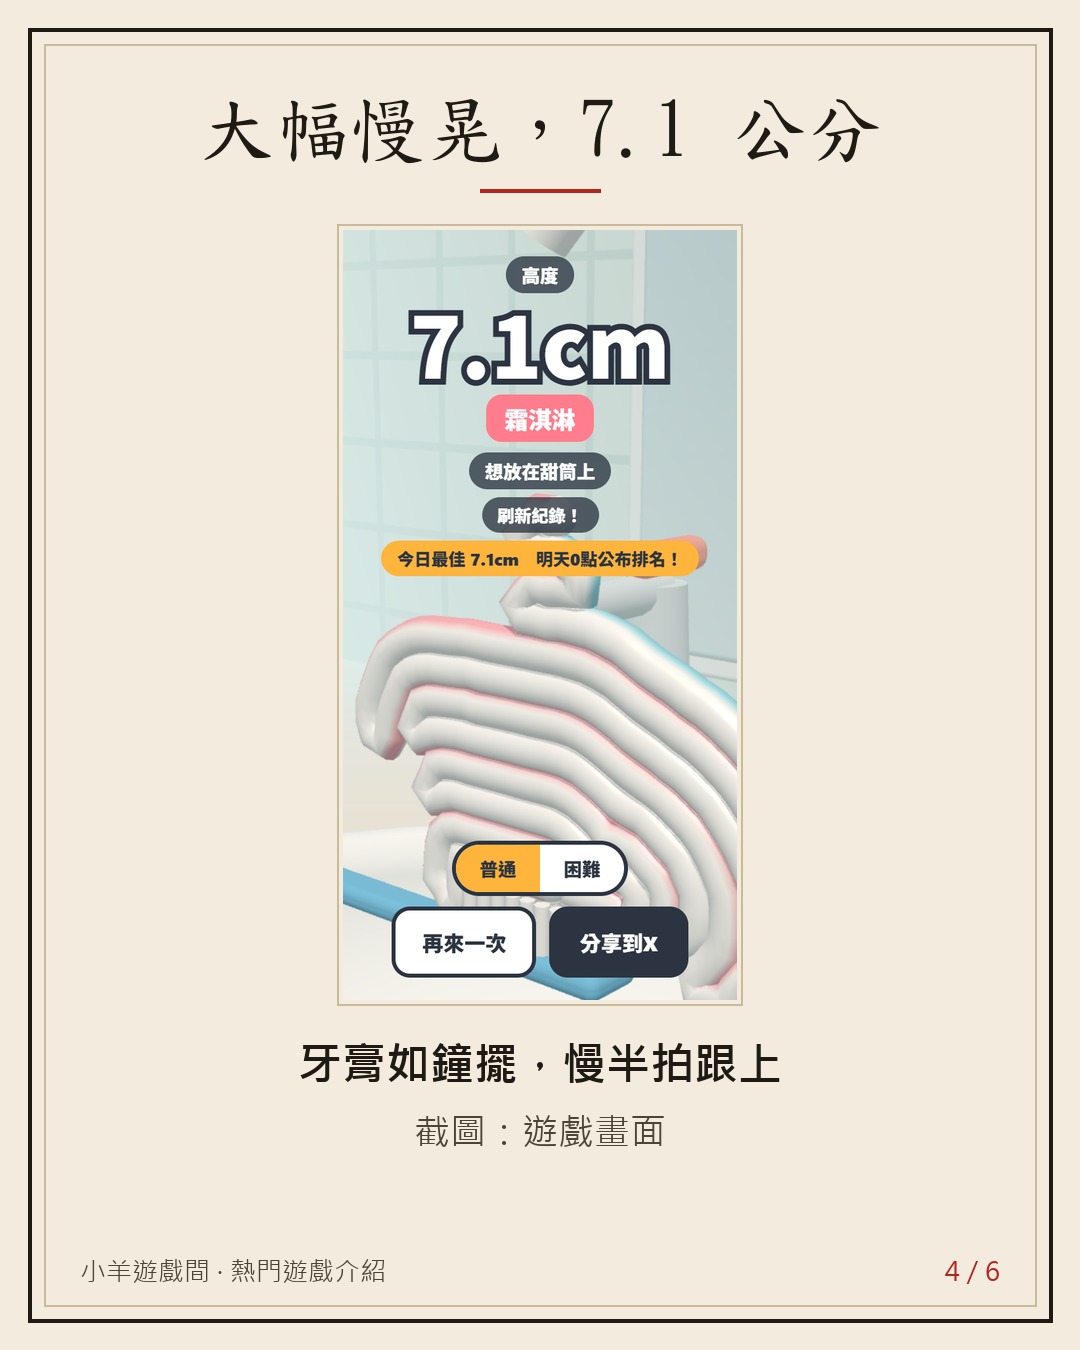 大幅慢晃，7.1 公分
高度
7.1cm
霜淇淋
想放在甜筒上
刷新紀錄！
今日最佳 7.1cm 明天0點公布排名！
普通 困難
再來一次 分享到X
牙膏如鐘擺，慢半拍跟上
截圖：遊戲畫面
小羊遊戲間 · 熱門遊戲介紹 4 / 6